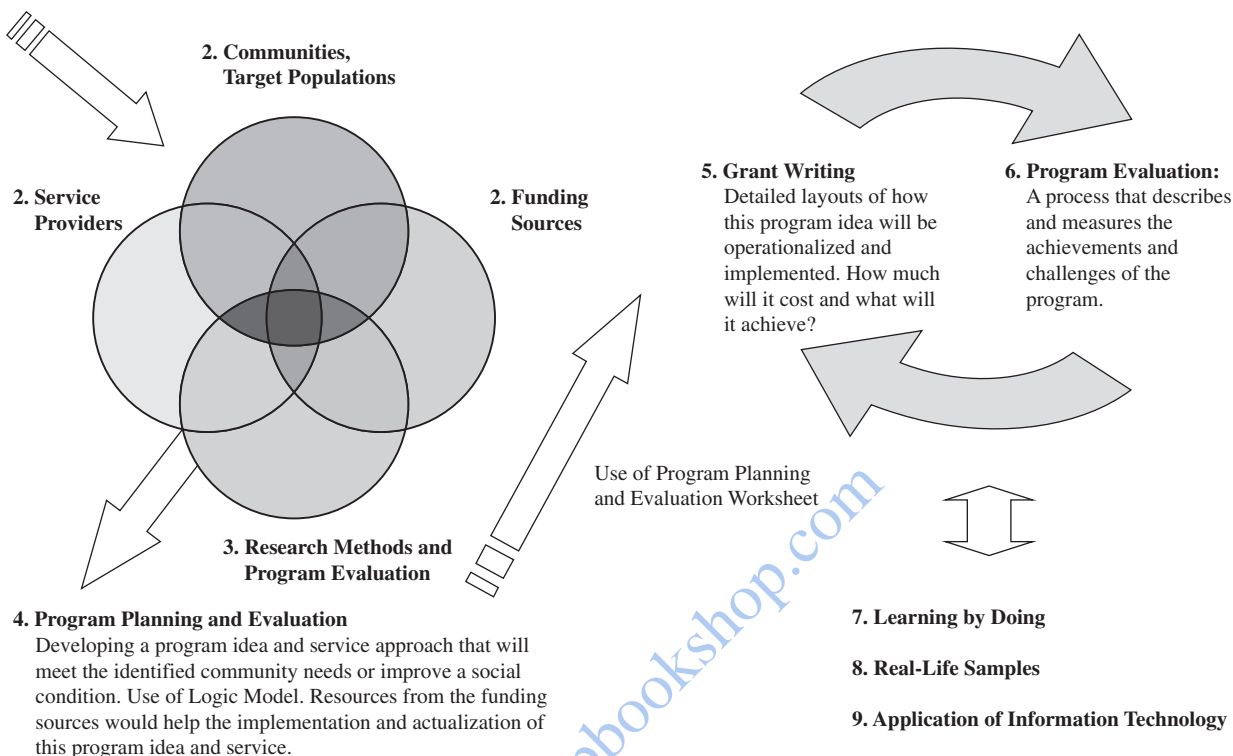 2. Communities,
Target Populations
2. Service
Providers
2. Funding
Sources
3. Research Methods and
Program Evaluation
4. Program Planning and Evaluation
Developing a program idea and service approach that will
meet the identified community needs or improve a social
condition. Use of Logic Model. Resources from the funding
sources would help the implementation and actualization of
this program idea and service.
Use of Program Planning
and Evaluation Worksheet
5. Grant Writing
Detailed layouts of how
this program idea will be
operationalized and
implemented. How much
will it cost and what will
it achieve?
6. Program Evaluation:
A process that describes
and measures the
achievements and
challenges of the
program.
7. Learning by Doing
8. Real-Life Samples
9. Application of Information Technology
bookshop.com